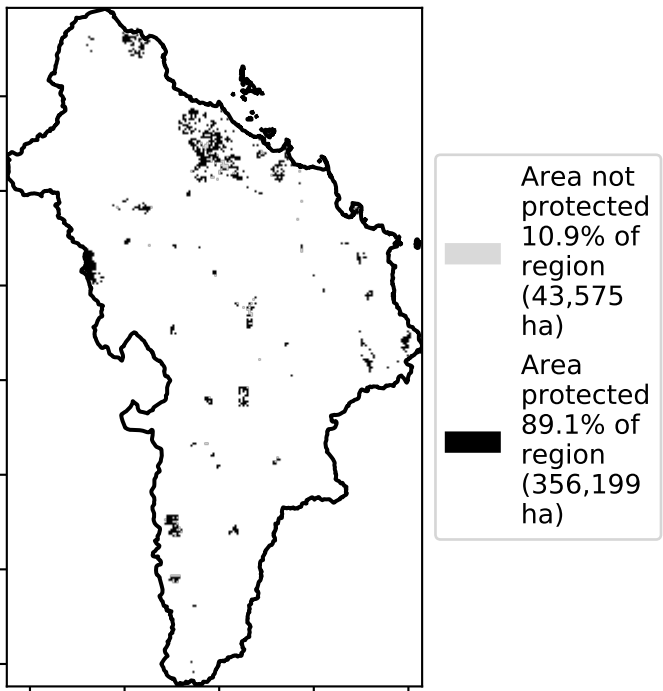 Area not
protected
10.9% of
region
(43,575
ha)
Area
protected
89.1% of
region
(356,199
ha)